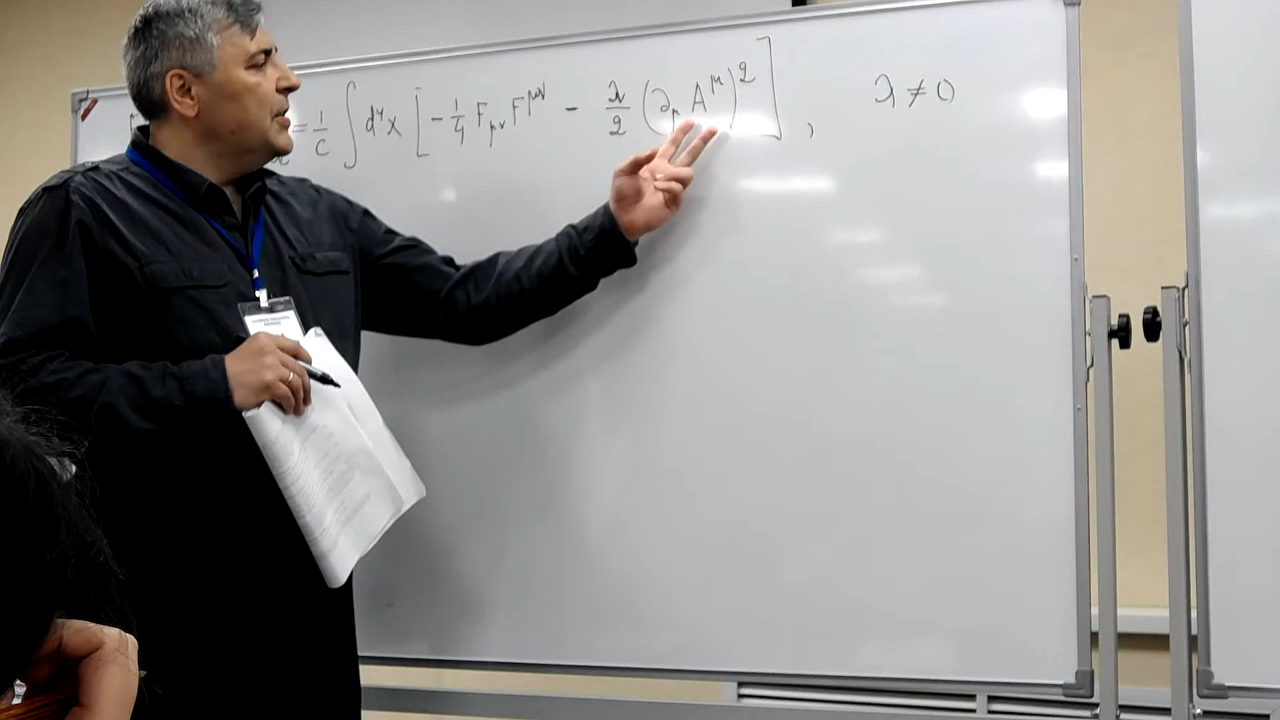 = 1/c ∫ d⁴x [ - 1/4 F_μν F^μν - λ/2 (∂_μ A^μ)² ] , λ ≠ 0